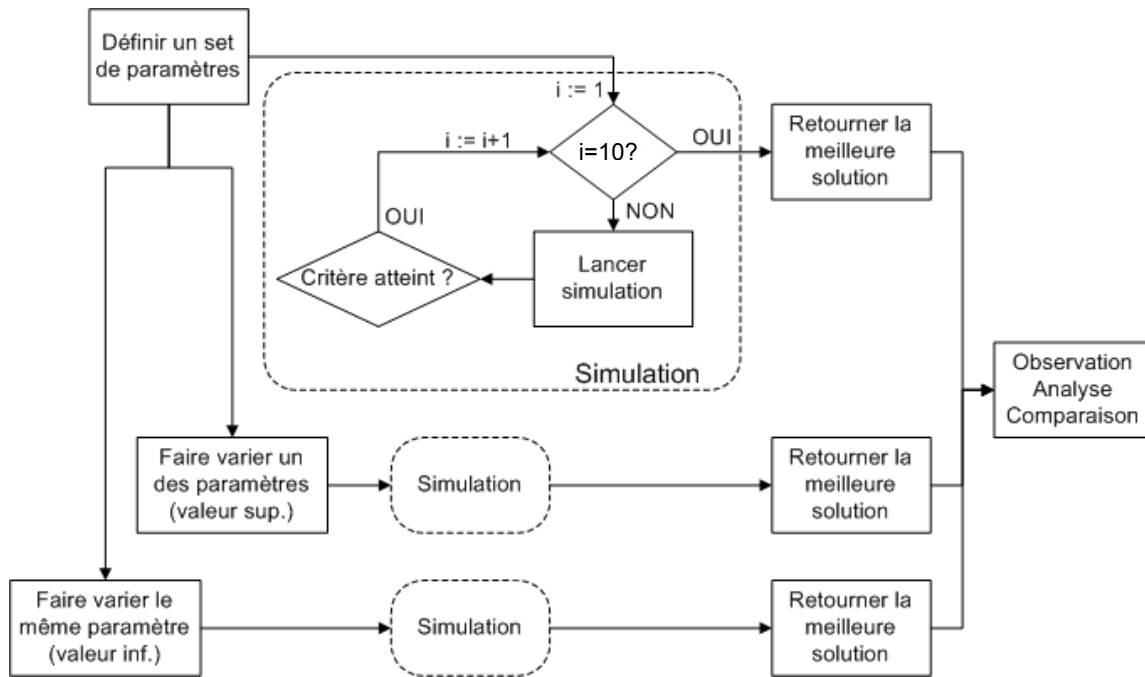 Définir un set
de paramètres
i := 1
i := i+1
i=10?
OUI
Retourner la
meilleure
solution
NON
OUI
Critère atteint ?
Lancer
simulation
Simulation
Observation
Analyse
Comparaison
Faire varier un
des paramètres
(valeur sup.)
Simulation
Retourner la
meilleure
solution
Faire varier le
même paramètre
(valeur inf.)
Simulation
Retourner la
meilleure
solution